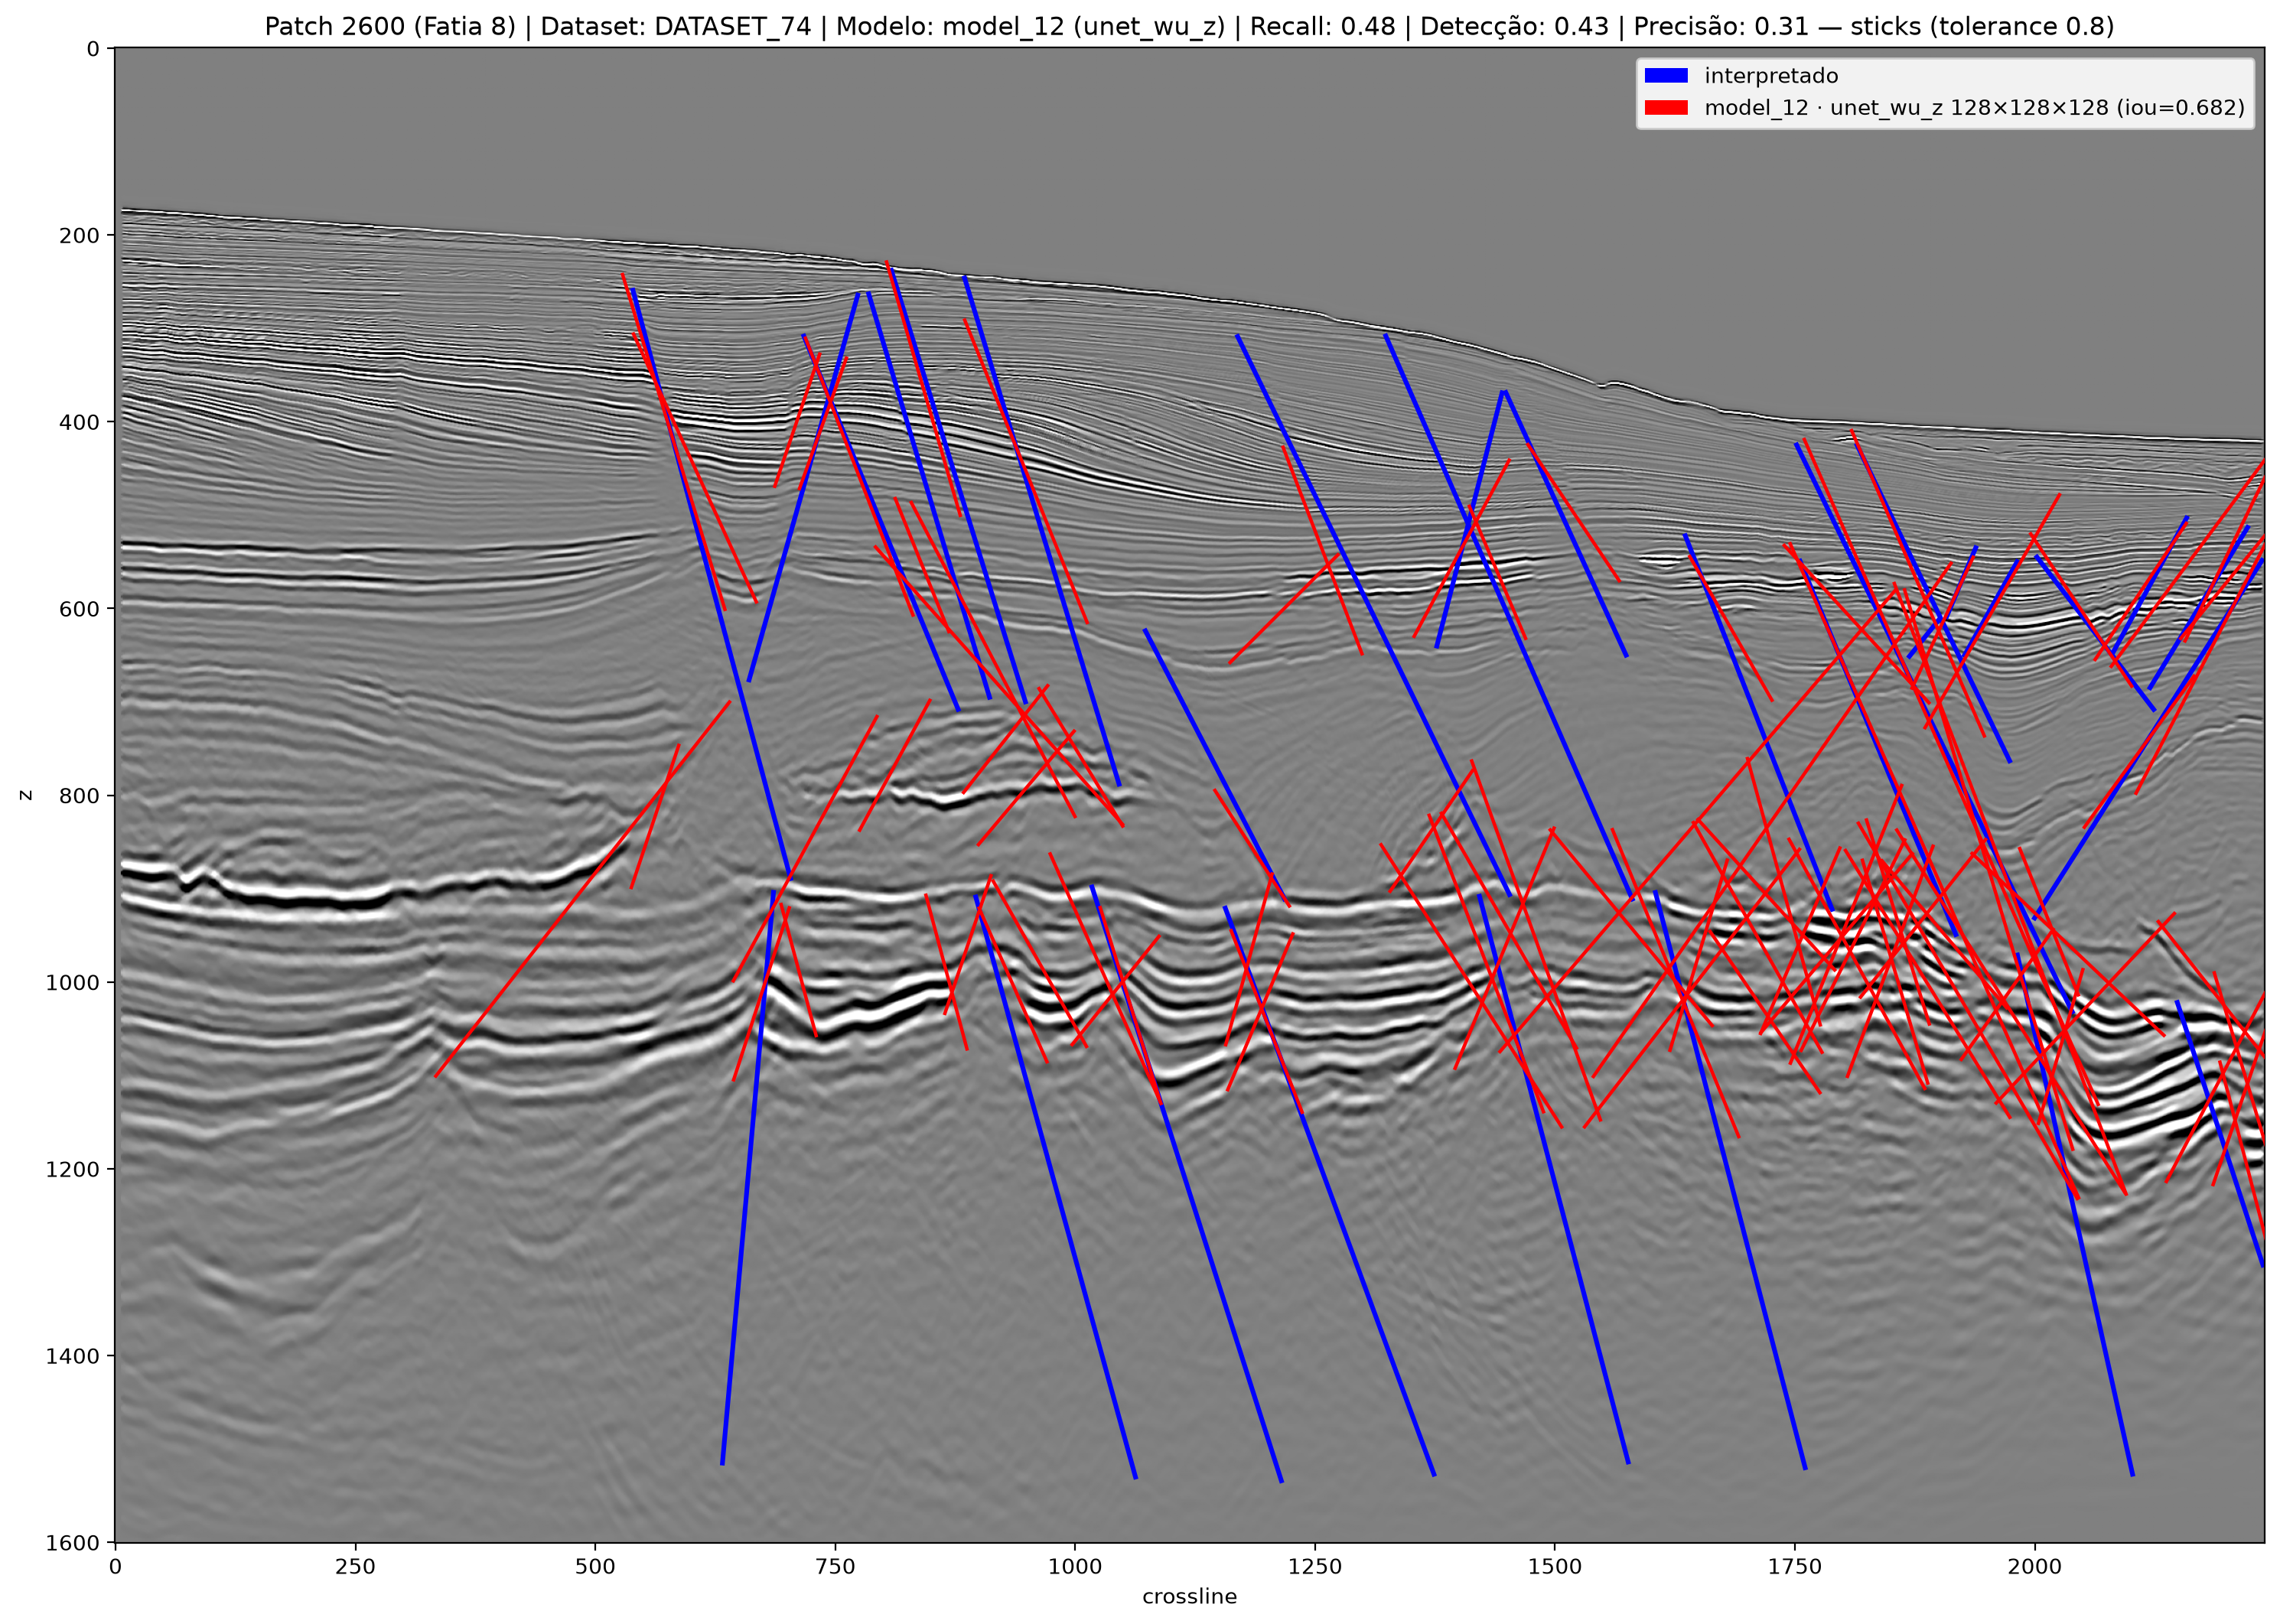 Patch 2600 (Fatia 8) | Dataset: DATASET_74 | Modelo: model_12 (unet_wu_z) | Recall: 0.48 | Detecção: 0.43 | Precisão: 0.31 — sticks (tolerance 0.8)
interpretado
model_12 · unet_wu_z 128×128×128 (iou=0.682)
0
200
400
600
800
1000
1200
1400
1600
z
0 250 500 750 1000 1250 1500 1750 2000
crossline